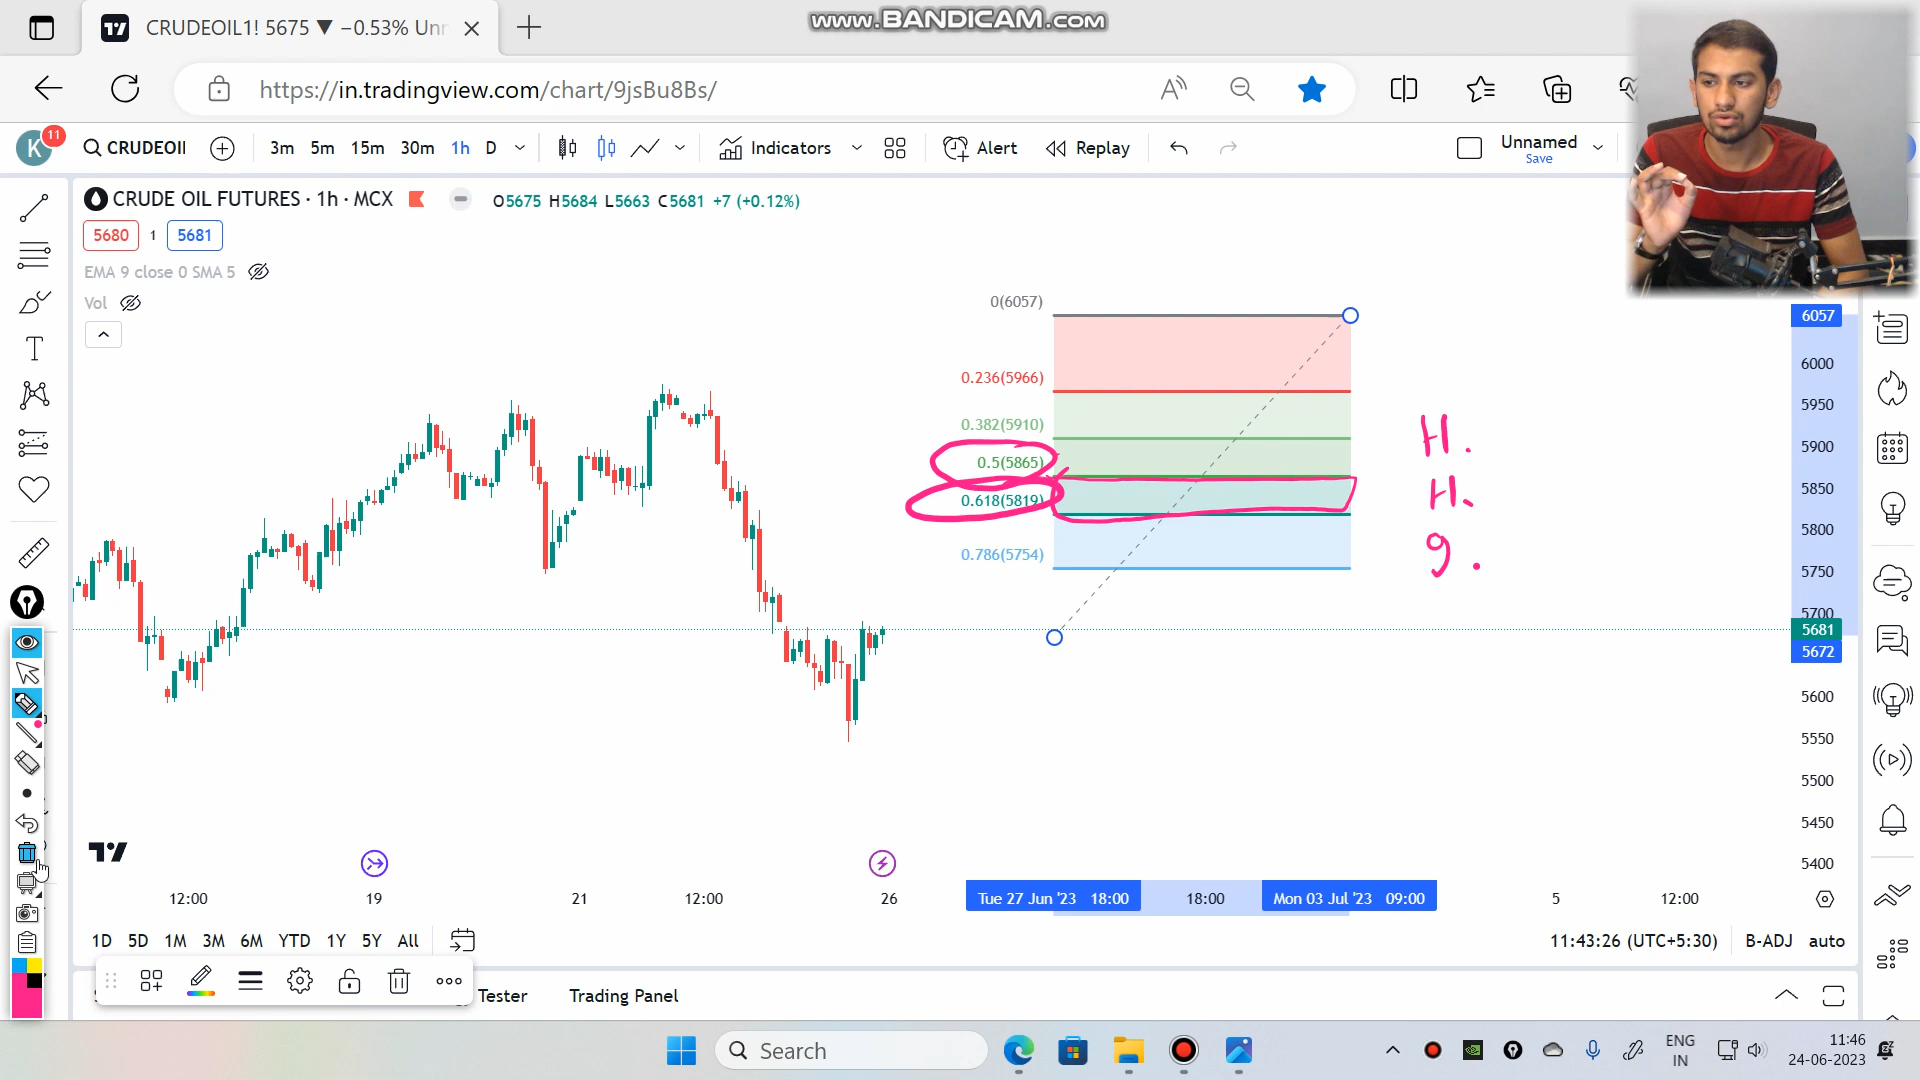 www.BANDICAM.com
CRUDEOIL1! 5675 ▼ −0.53% Unr
https://in.tradingview.com/chart/9jsBu8Bs/
K 11 CRUDEOI 3m 5m 15m 30m 1h D Indicators Alert Replay Unnamed
Save
CRUDE OIL FUTURES · 1h · MCX O5675 H5684 L5663 C5681 +7 (+0.12%)
5680 1 5681
EMA 9 close 0 SMA 5
Vol
0(6057)
0.236(5966)
0.382(5910)
0.5(5865)
0.618(5819)
0.786(5754)
H.
H.
9.
6057
6000
5950
5900
5850
5800
5750
5700
5681
5672
5600
5550
5500
5450
5400
12:00 19 21 12:00 26 Tue 27 Jun '23 18:00 18:00 Mon 03 Jul '23 09:00 5 12:00
1D 5D 1M 3M 6M YTD 1Y 5Y All 11:43:26 (UTC+5:30) B-ADJ auto
Tester Trading Panel
Search ENG
IN
11:46
24-06-2023